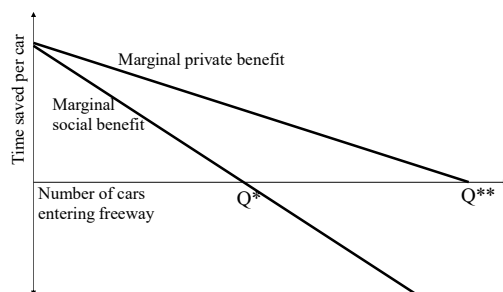 Time saved per car
Marginal private benefit
Marginal
social benefit
Number of cars
entering freeway
Q*
Q**